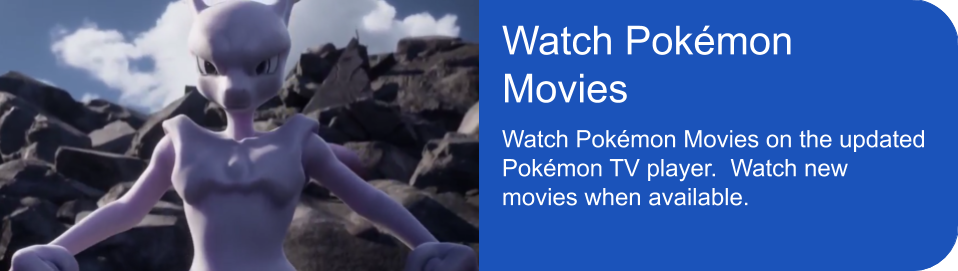 Watch Pokémon
Movies
Watch Pokémon Movies on the updated
Pokémon TV player.  Watch new
movies when available.